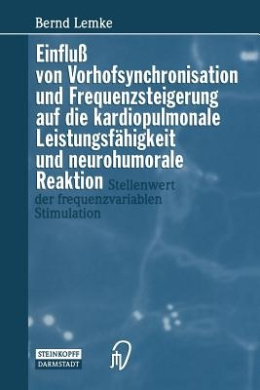 Bernd Lemke
Einfluß
von Vorhofsynchronisation
und Frequenzsteigerung
auf die kardiopulmonale
Leistungsfähigkeit
und neurohumorale
Reaktion Stellenwert
der frequenzvariablen
Stimulation
STEINKOPFF
DARMSTADT